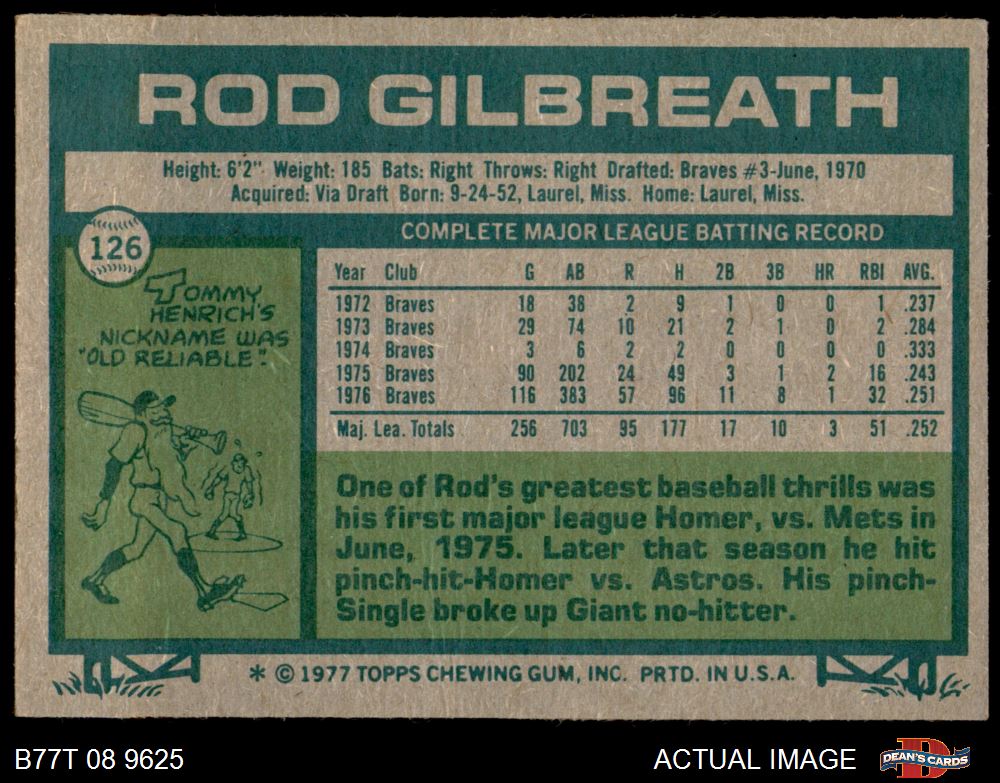 ROD GILBREATH
Height: 6'2" Weight: 185 Bats: Right Throws: Right Drafted: Braves #3-June, 1970
Acquired: Via Draft Born: 9-24-52, Laurel, Miss. Home: Laurel, Miss.
126
TOMMY
HENRICH'S
NICKNAME WAS
"OLD RELIABLE".
COMPLETE MAJOR LEAGUE BATTING RECORD
Year Club G AB R H 2B 3B HR RBI AVG.
1972 Braves 18 38 2 9 1 0 0 1 .237
1973 Braves 29 74 10 21 2 1 0 2 .284
1974 Braves 3 6 2 2 0 0 0 0 .333
1975 Braves 90 202 24 49 3 1 2 16 .243
1976 Braves 116 383 57 96 11 8 1 32 .251
Maj. Lea. Totals 256 703 95 177 17 10 3 51 .252
One of Rod's greatest baseball thrills was
his first major league Homer, vs. Mets in
June, 1975. Later that season he hit
pinch-hit-Homer vs. Astros. His pinch-
Single broke up Giant no-hitter.
* © 1977 TOPPS CHEWING GUM, INC. PRTD. IN U.S.A.
B77T 08 9625
ACTUAL IMAGE
D
DEAN'S CARDS